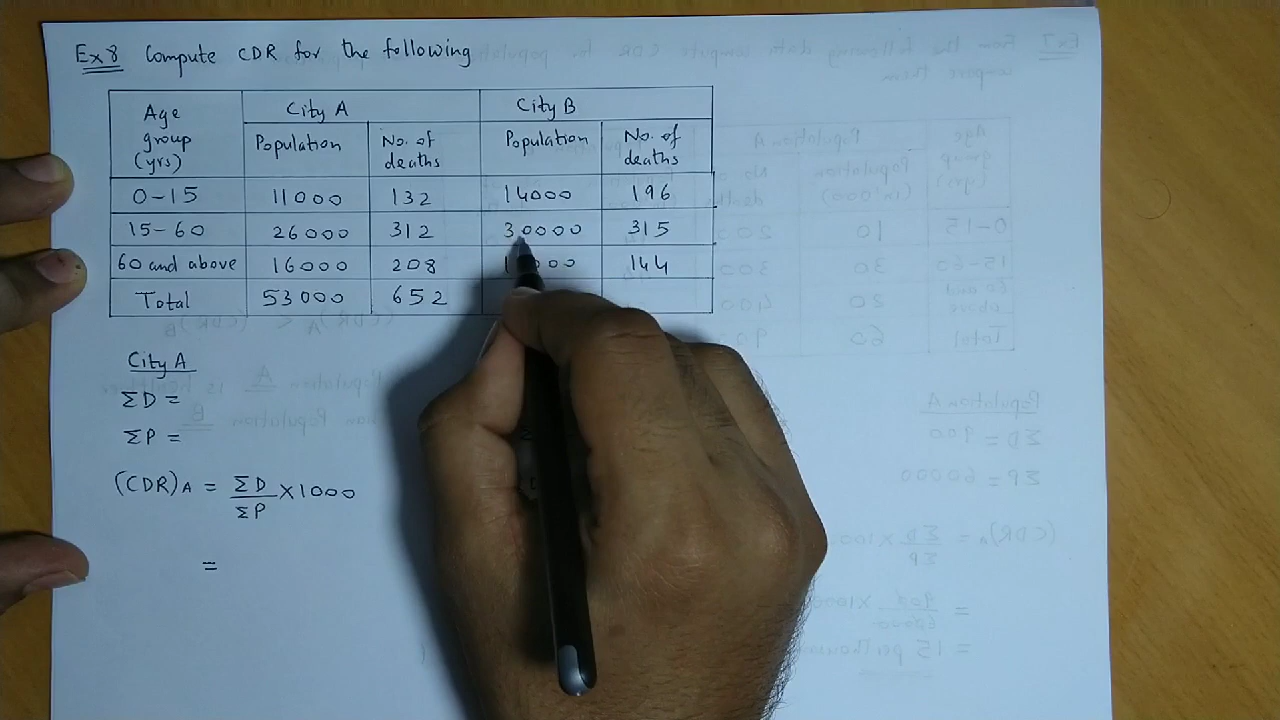 Ex 8 Compute CDR for the following
Age group (yrs) City A City B
Population No. of deaths Population No. of deaths
0-15 11000 132 14000 196
15-60 26000 312 30000 315
60 and above 16000 208 144
Total 53000 652
City A
ΣD =
ΣP =
(CDR)A = ΣD/ΣP X 1000
=